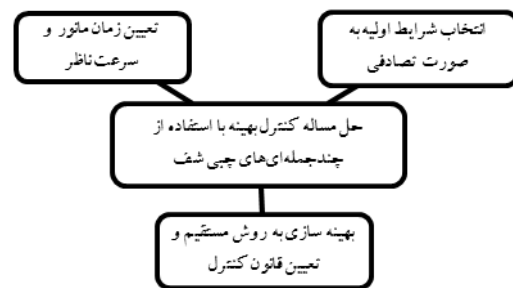 انتخاب شرایط اولیه به
صورت تصادفی
تعیین زمان مانور و
سرعت ناظر
حل مساله کنترل بهینه با استفاده از
چندجمله‌ای‌های چبی شف
بهینه سازی به روش مستقیم و
تعیین قانون کنترل